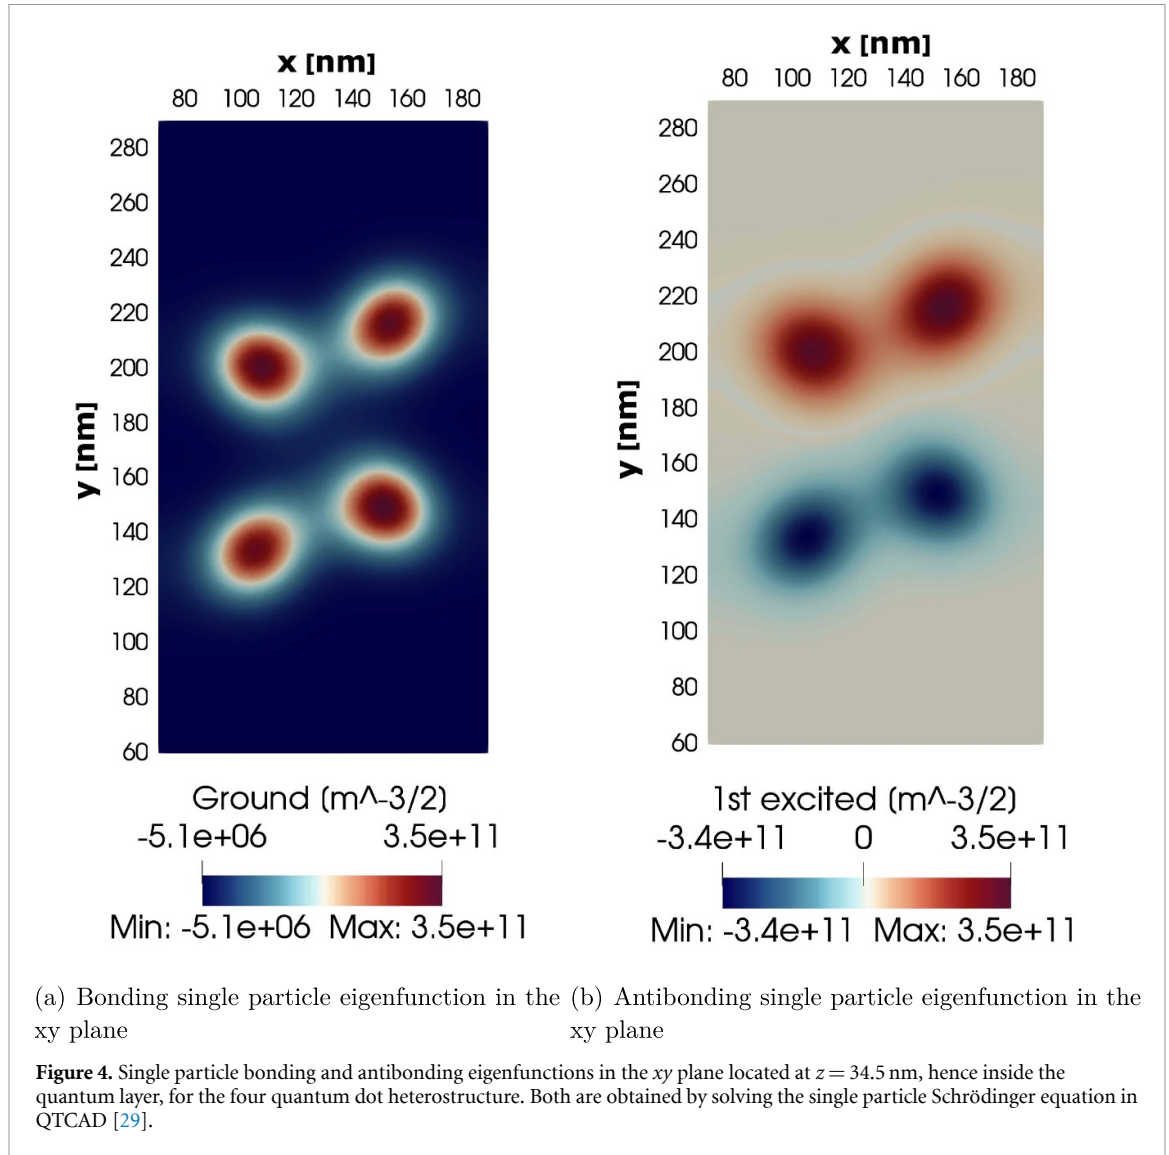 x [nm]
80 100 120 140 160 180
280
260
240
220
200
180
160
140
120
100
80
60
y [nm]
Ground (m^-3/2)
-5.1e+06 3.5e+11
Min: -5.1e+06 Max: 3.5e+11
x [nm]
80 100 120 140 160 180
280
260
240
220
200
180
160
140
120
100
80
60
y [nm]
1st excited (m^-3/2)
-3.4e+11 0 3.5e+11
Min: -3.4e+11 Max: 3.5e+11
(a) Bonding single particle eigenfunction in the
xy plane
(b) Antibonding single particle eigenfunction in the
xy plane
Figure 4. Single particle bonding and antibonding eigenfunctions in the xy plane located at z = 34.5 nm, hence inside the
quantum layer, for the four quantum dot heterostructure. Both are obtained by solving the single particle Schrödinger equation in
QTCAD [29].